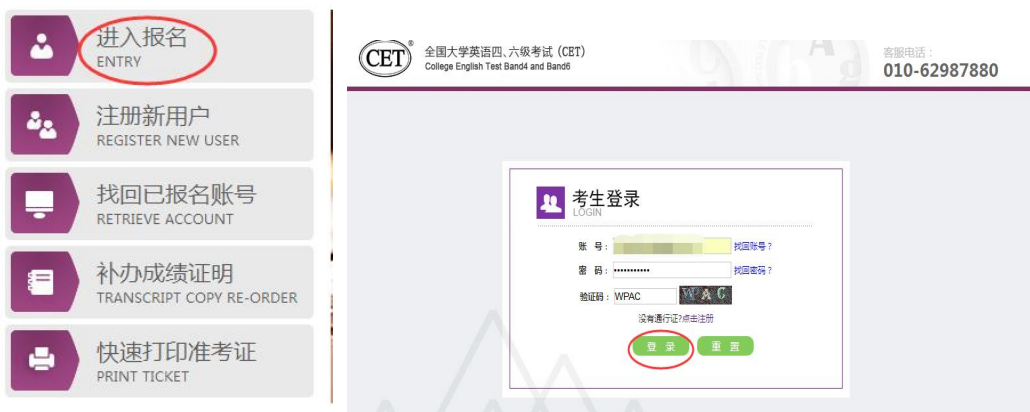 进入报名
ENTRY
注册新用户
REGISTER NEW USER
找回已报名账号
RETRIEVE ACCOUNT
补办成绩证明
TRANSCRIPT COPY RE-ORDER
快速打印准考证
PRINT TICKET
CET®
全国大学英语四、六级考试（CET）
College English Test Band4 and Band6
客服电话：
010-62987880
考生登录
LOGIN
账 号： 找回账号？
密 码： ••••••••••• 找回密码？
验证码： WPAC WPAC
没有通行证?点击注册
登 录 重 置